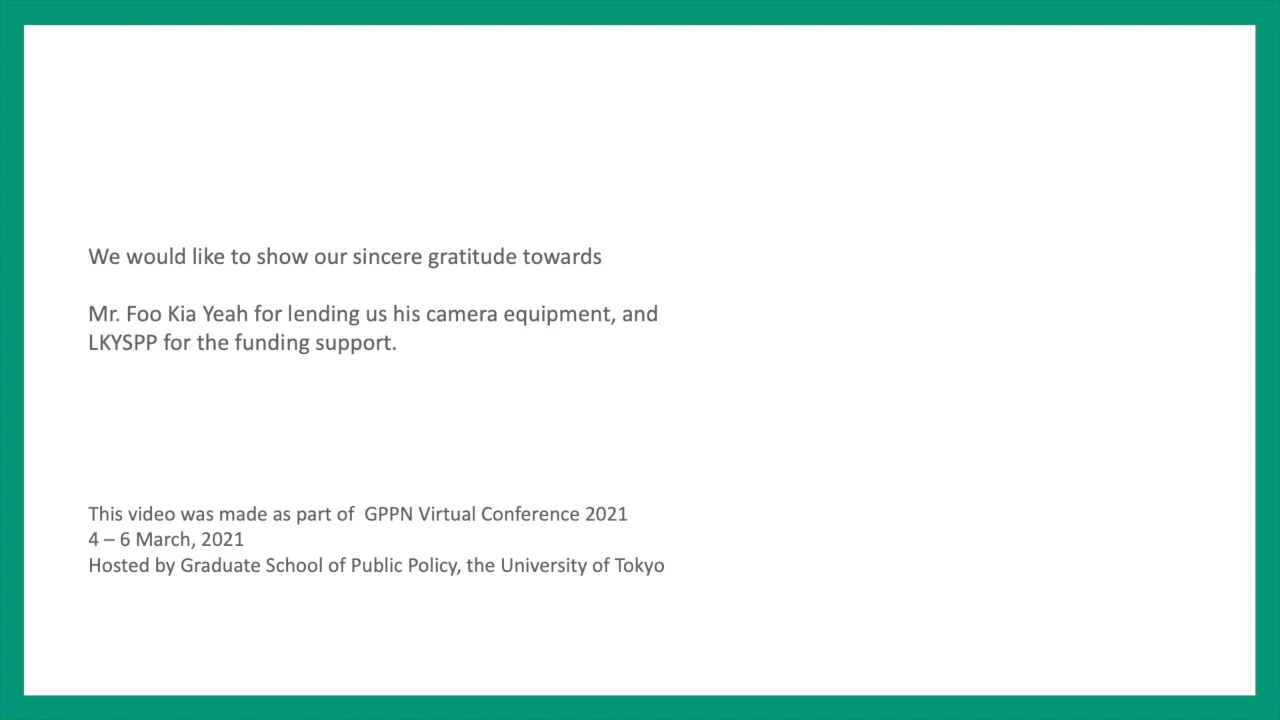 We would like to show our sincere gratitude towards
Mr. Foo Kia Yeah for lending us his camera equipment, and
LKYSPP for the funding support.
This video was made as part of  GPPN Virtual Conference 2021
4 – 6 March, 2021
Hosted by Graduate School of Public Policy, the University of Tokyo